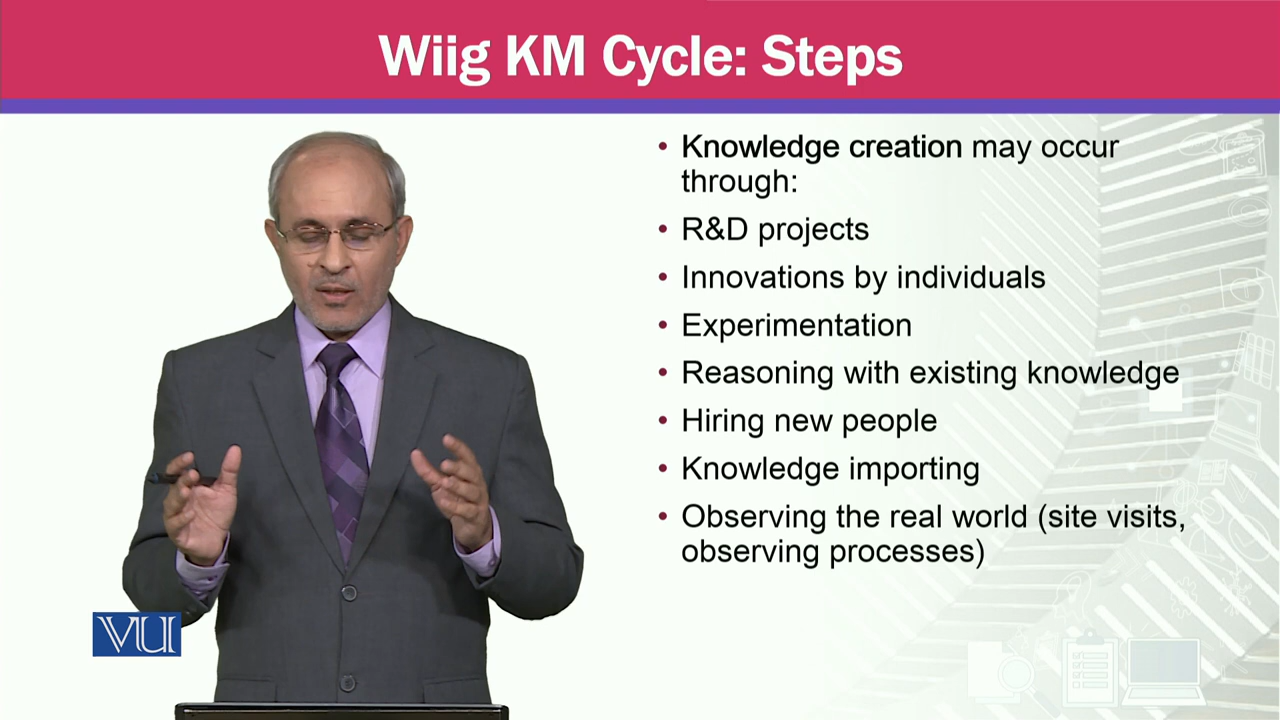 Wiig KM Cycle: Steps
• Knowledge creation may occur
through:
• R&D projects
• Innovations by individuals
• Experimentation
• Reasoning with existing knowledge
• Hiring new people
• Knowledge importing
• Observing the real world (site visits,
observing processes)
VU